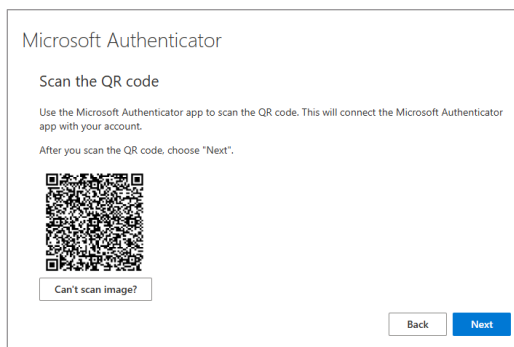 Microsoft Authenticator
Scan the QR code
Use the Microsoft Authenticator app to scan the QR code. This will connect the Microsoft Authenticator
app with your account.
After you scan the QR code, choose "Next".
Can't scan image?
Back
Next